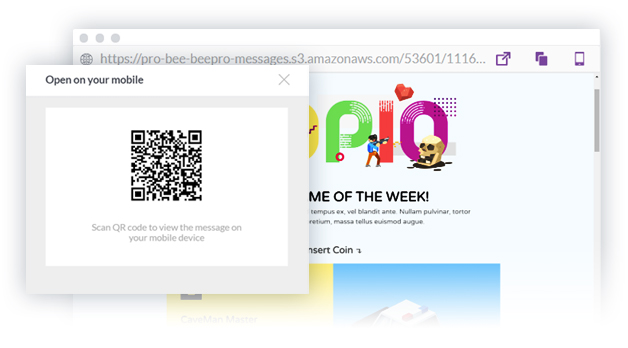 https://pro-bee-beepro-messages.s3.amazonaws.com/53601/1116...
Open on your mobile
Scan QR code to view the message on
your mobile device
PIQ
ME OF THE WEEK!
tempus ex, vel blandit ante. Nullam pulvinar, tortor
pretium, massa tellus euismod augue.
nsert Coin
CaveMan Master